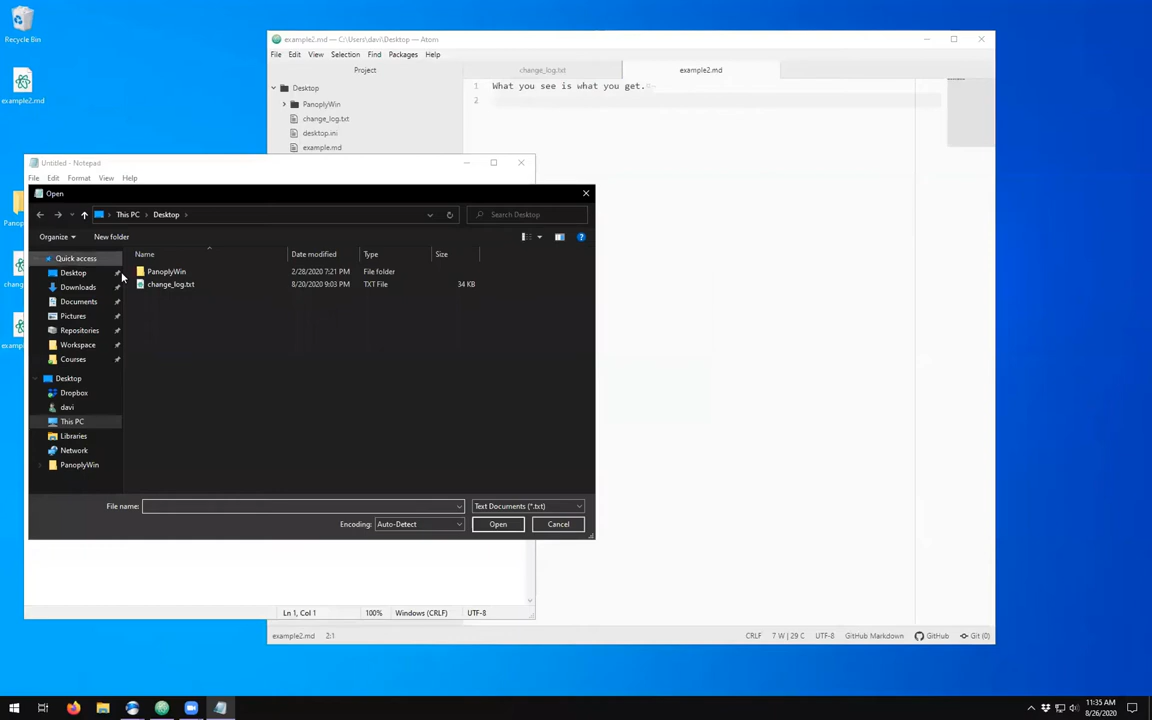 Recycle Bin
example2.md
Panop
chang
examp
example2.md — C:\Users\davi\Desktop — Atom
File Edit View Selection Find Packages Help
Project
change_log.txt
example2.md
Desktop
PanoplyWin
change_log.txt
desktop.ini
example.md
1 What you see is what you get.
2
Untitled - Notepad
File Edit Format View Help
Open
This PC Desktop
Search Desktop
Organize New folder
Name Date modified Type Size
Quick access
Desktop
Downloads
Documents
Pictures
Repositories
Workspace
Courses
Desktop
Dropbox
davi
This PC
Libraries
Network
PanoplyWin
PanoplyWin 2/28/2020 7:21 PM File folder
change_log.txt 8/20/2020 9:03 PM TXT File 34 KB
File name: Text Documents (*.txt)
Encoding: Auto-Detect Open Cancel
Ln 1, Col 1 100% Windows (CRLF) UTF-8
example2.md 2:1 CRLF 7 W | 29 C UTF-8 GitHub Markdown GitHub Git (0)
11:35 AM
8/26/2020